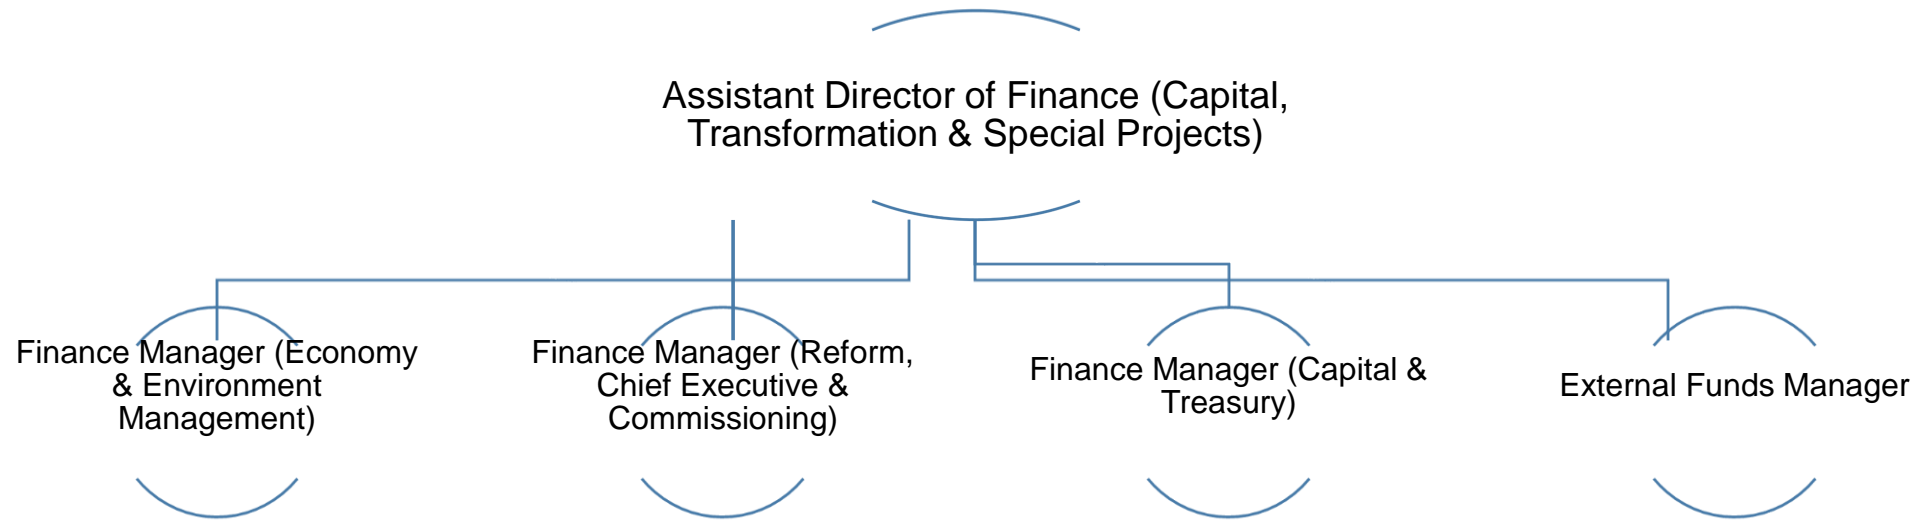 Assistant Director of Finance (Capital,
Transformation & Special Projects)
Finance Manager (Economy
& Environment
Management)
Finance Manager (Reform,
Chief Executive &
Commissioning)
Finance Manager (Capital &
Treasury)
External Funds Manager